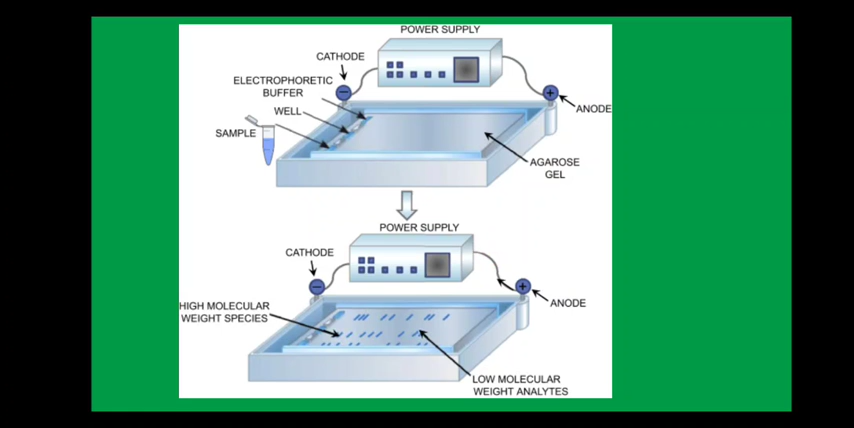 POWER SUPPLY
CATHODE
−
+
ELECTROPHORETIC
BUFFER
ANODE
WELL
SAMPLE
AGAROSE
GEL
POWER SUPPLY
CATHODE
−
+
ANODE
HIGH MOLECULAR
WEIGHT SPECIES
LOW MOLECULAR
WEIGHT ANALYTES